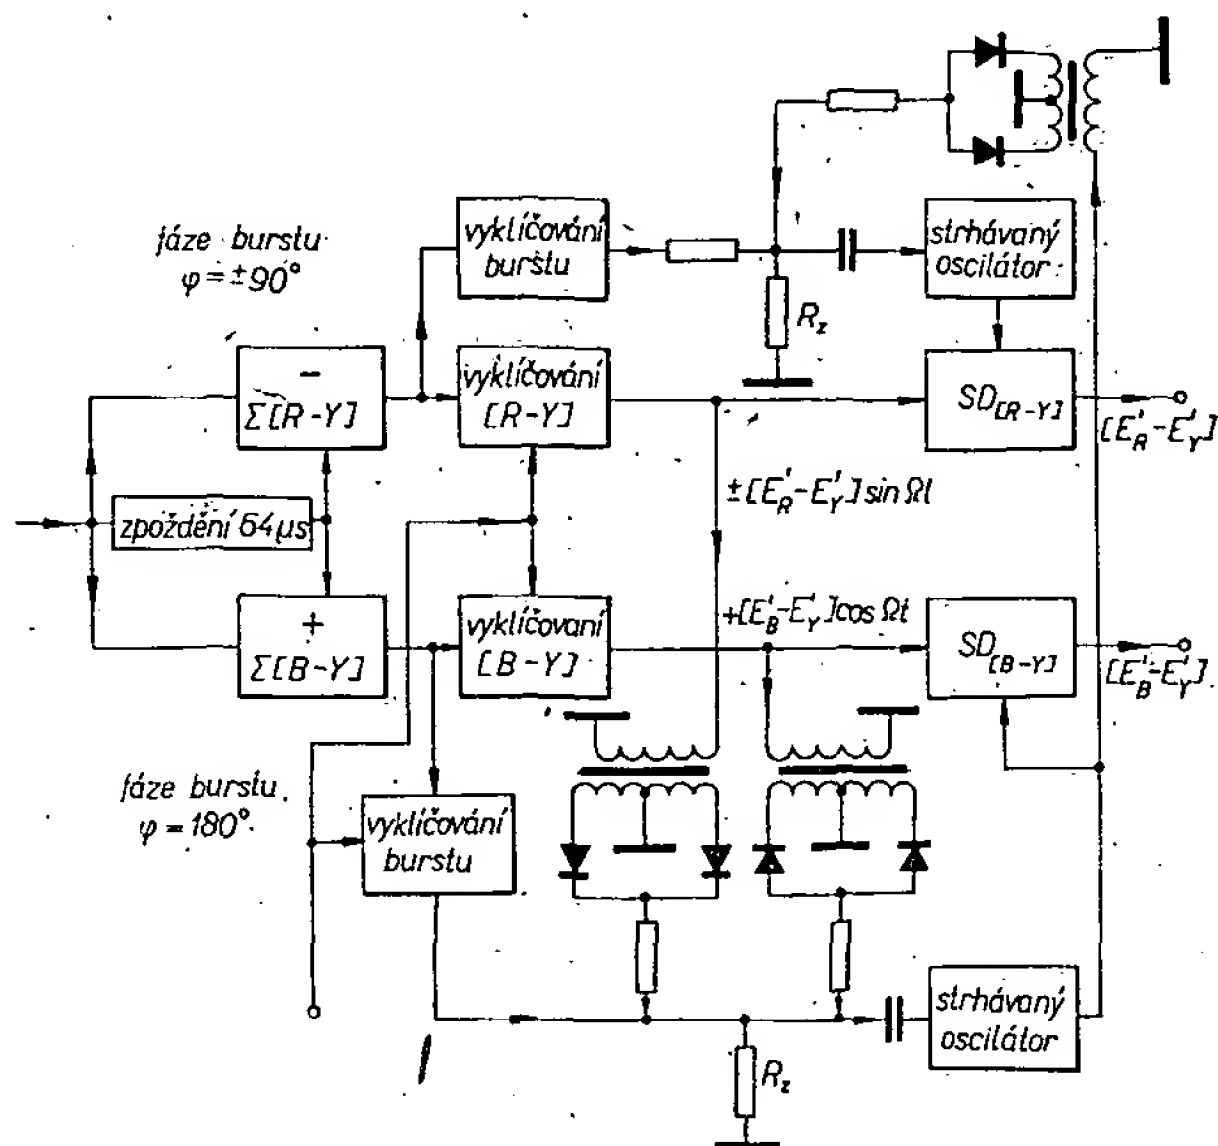 fáze burstu
φ = ±90°
vyklíčování
burstu
strhávaný
oscilátor
R_z
−
Σ[R-Y]
vyklíčování
[R-Y]
SD_[R-Y]
[E'_R-E'_Y]
±[E'_R-E'_Y] sin Ωt
zpoždění 64µs
+
Σ[B-Y]
vyklíčovaní
[B-Y]
+[E'_B-E'_Y] cos Ωt
SD_[B-Y]
[E'_B-E'_Y]
fáze burstu
φ = 180°
vyklíčování
burstu
strhávaný
oscilátor
R_z